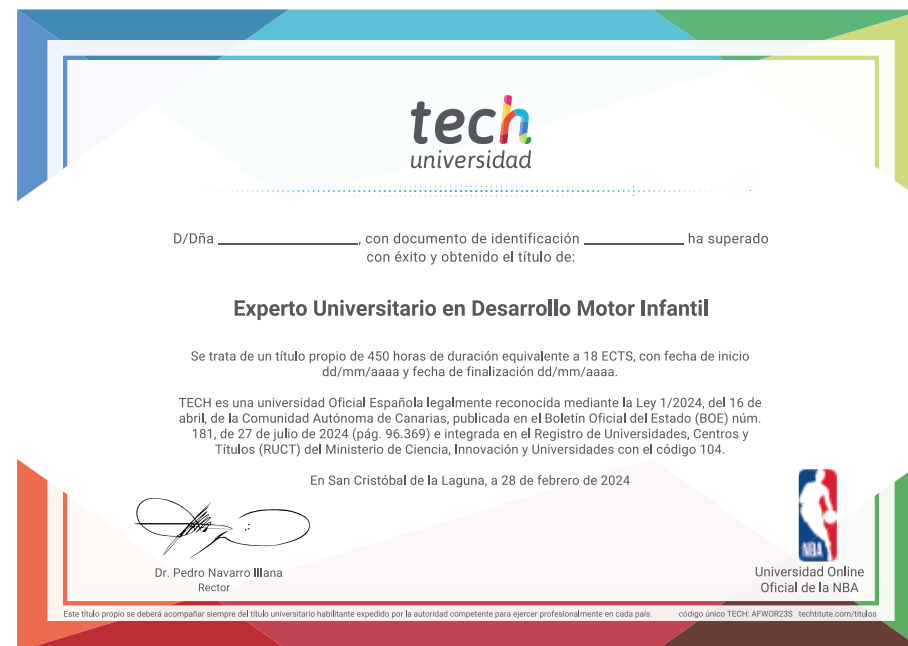 tech
universidad
D/Dña ____________________, con documento de identificación ______________ ha superado
con éxito y obtenido el título de:
Experto Universitario en Desarrollo Motor Infantil
Se trata de un título propio de 450 horas de duración equivalente a 18 ECTS, con fecha de inicio
dd/mm/aaaa y fecha de finalización dd/mm/aaaa.
TECH es una universidad Oficial Española legalmente reconocida mediante la Ley 1/2024, del 16 de
abril, de la Comunidad Autónoma de Canarias, publicada en el Boletín Oficial del Estado (BOE) núm.
181, de 27 de julio de 2024 (pág. 96.369) e integrada en el Registro de Universidades, Centros y
Títulos (RUCT) del Ministerio de Ciencia, Innovación y Universidades con el código 104.
En San Cristóbal de la Laguna, a 28 de febrero de 2024
Dr. Pedro Navarro Illana
Rector
NBA
Universidad Online
Oficial de la NBA
Este título propio se deberá acompañar siempre del título universitario habilitante expedido por la autoridad competente para ejercer profesionalmente en cada país. código único TECH: AFWOR23S techtitute.com/titulos